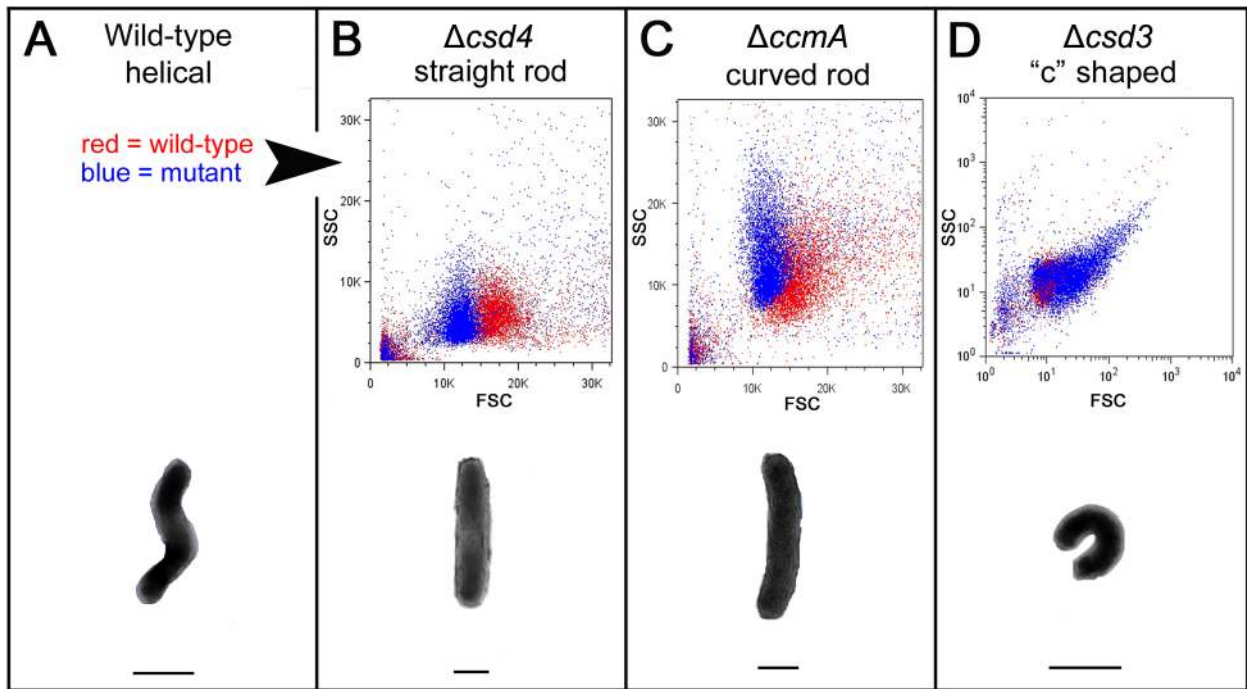 A
Wild-type
helical
red = wild-type
blue = mutant
B
Δcsd4
straight rod
SSC
30K
20K
10K
0
0
10K
20K
30K
FSC
C
ΔccmA
curved rod
SSC
30K
20K
10K
0
0
10K
20K
30K
FSC
D
Δcsd3
“c” shaped
SSC
10⁴
10³
10²
10¹
10⁰
10⁰
10¹
10²
10³
10⁴
FSC